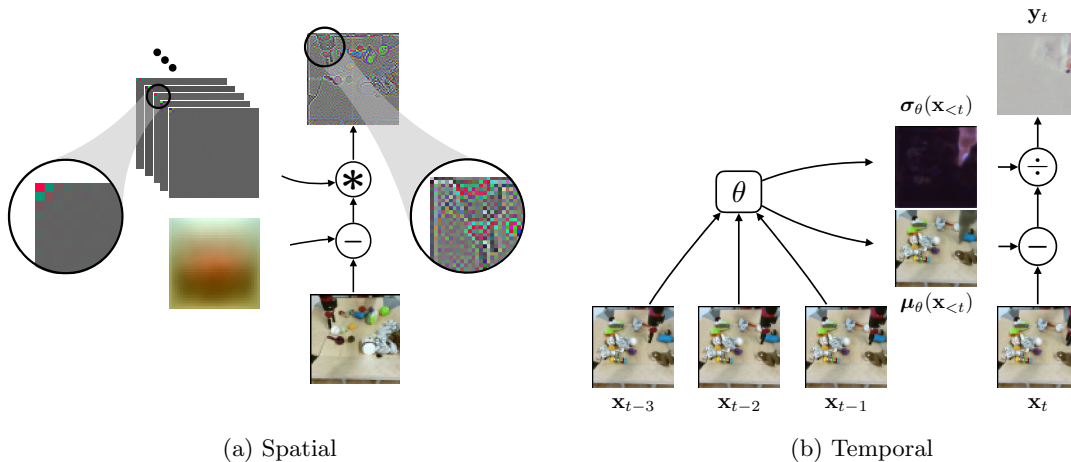 y_t
σ_θ(x_{<t})
θ
μ_θ(x_{<t})
x_{t−3} x_{t−2} x_{t−1} x_t
(a) Spatial (b) Temporal